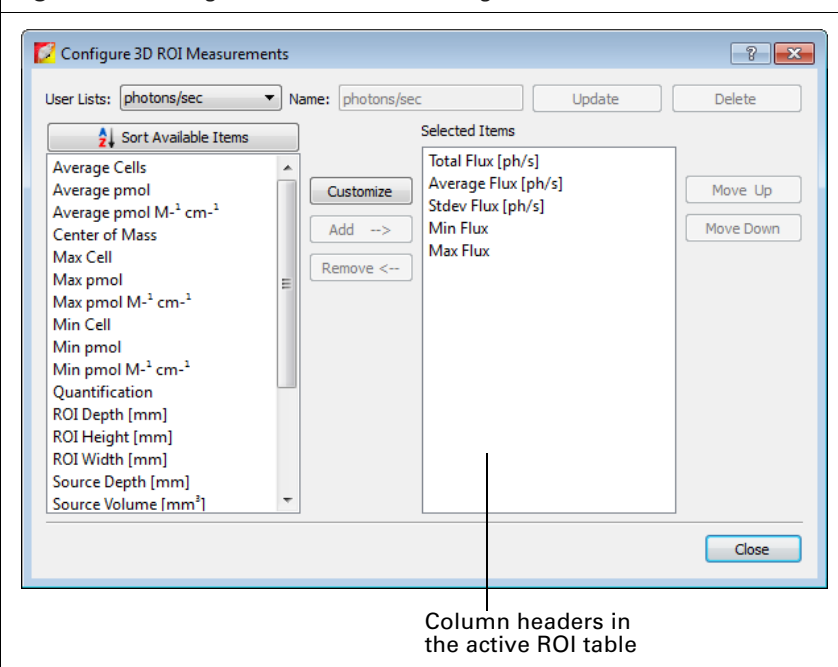 Configure 3D ROI Measurements
User Lists: photons/sec Name: photons/sec Update Delete
Sort Available Items
Average Cells
Average pmol
Average pmol M-¹ cm-¹
Center of Mass
Max Cell
Max pmol
Max pmol M-¹ cm-¹
Min Cell
Min pmol
Min pmol M-¹ cm-¹
Quantification
ROI Depth [mm]
ROI Height [mm]
ROI Width [mm]
Source Depth [mm]
Source Volume [mm³]
Customize
Add -->
Remove <--
Selected Items
Total Flux [ph/s]
Average Flux [ph/s]
Stdev Flux [ph/s]
Min Flux
Max Flux
Move Up
Move Down
Close
Column headers in
the active ROI table